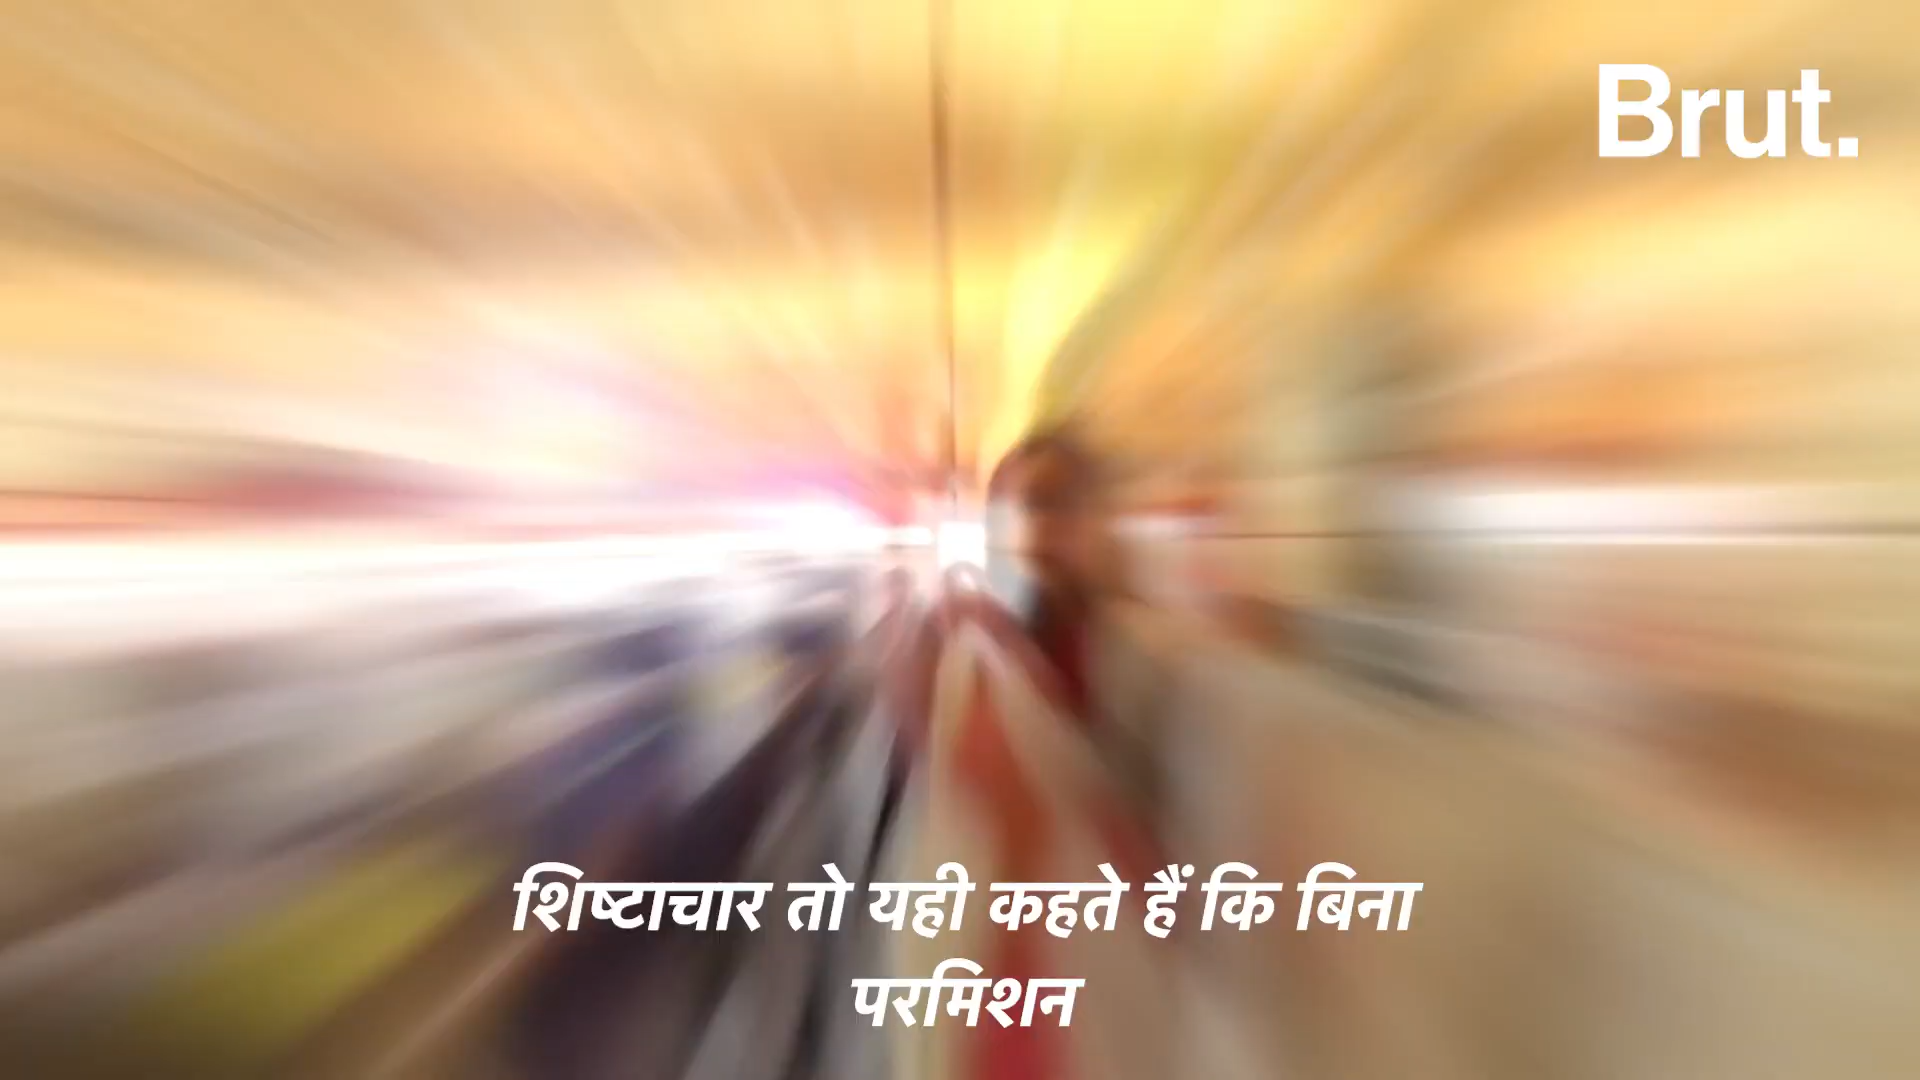 Brut.
शिष्टाचार तो यही कहते हैं कि बिना
परमिशन